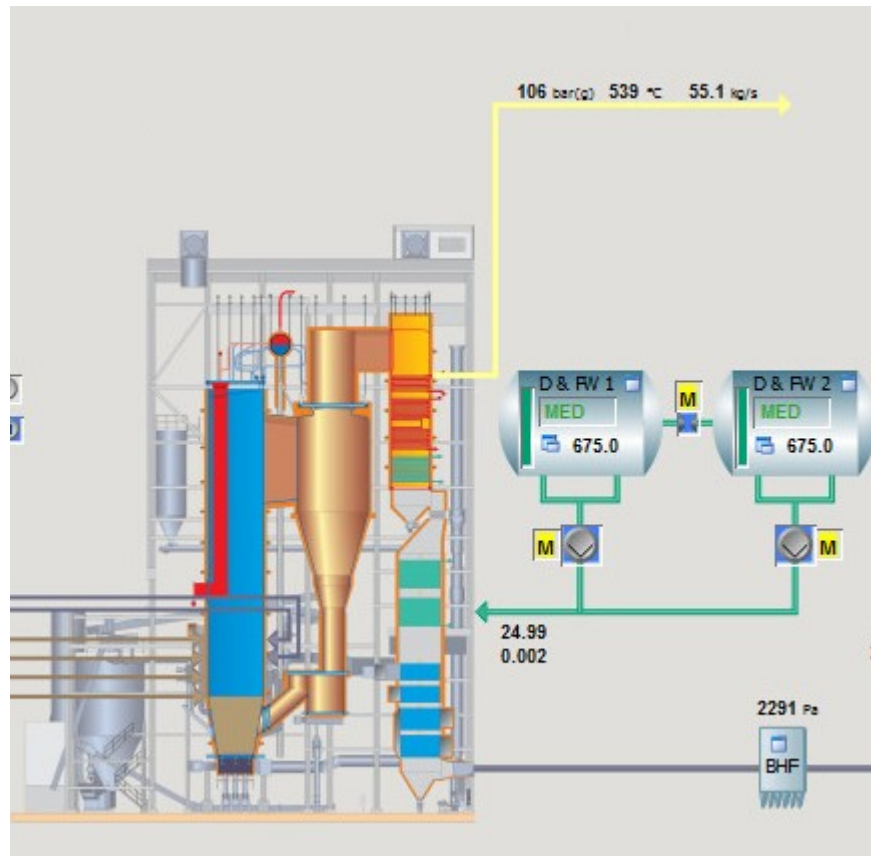 106 bar(g) 539 °C 55.1 kg/s
D & FW 1
MED
675.0
M
D & FW 2
MED
675.0
M
M
24.99
0.002
2291 Pa
BHF